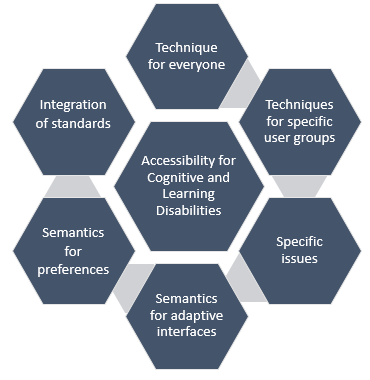 Technique
for everyone
Techniques
for specific
user groups
Specific
issues
Semantics
for adaptive
interfaces
Semantics
for
preferences
Integration
of standards
Accessibility for
Cognitive and
Learning
Disabilities